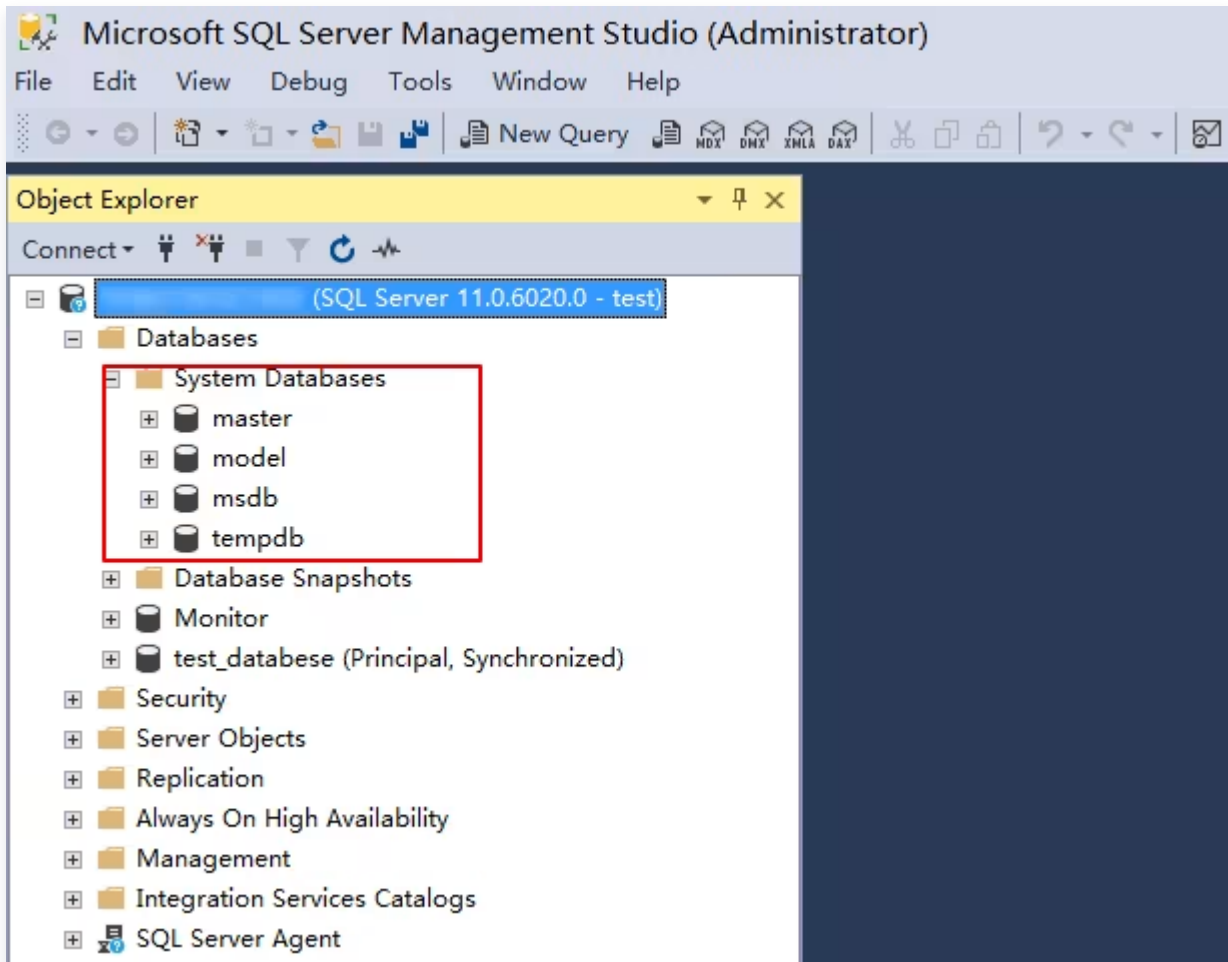 Microsoft SQL Server Management Studio (Administrator)
File Edit View Debug Tools Window Help
New Query MDX DMX XMLA DAX
Object Explorer
Connect
(SQL Server 11.0.6020.0 - test)
Databases
System Databases
master
model
msdb
tempdb
Database Snapshots
Monitor
test_databese (Principal, Synchronized)
Security
Server Objects
Replication
Always On High Availability
Management
Integration Services Catalogs
SQL Server Agent